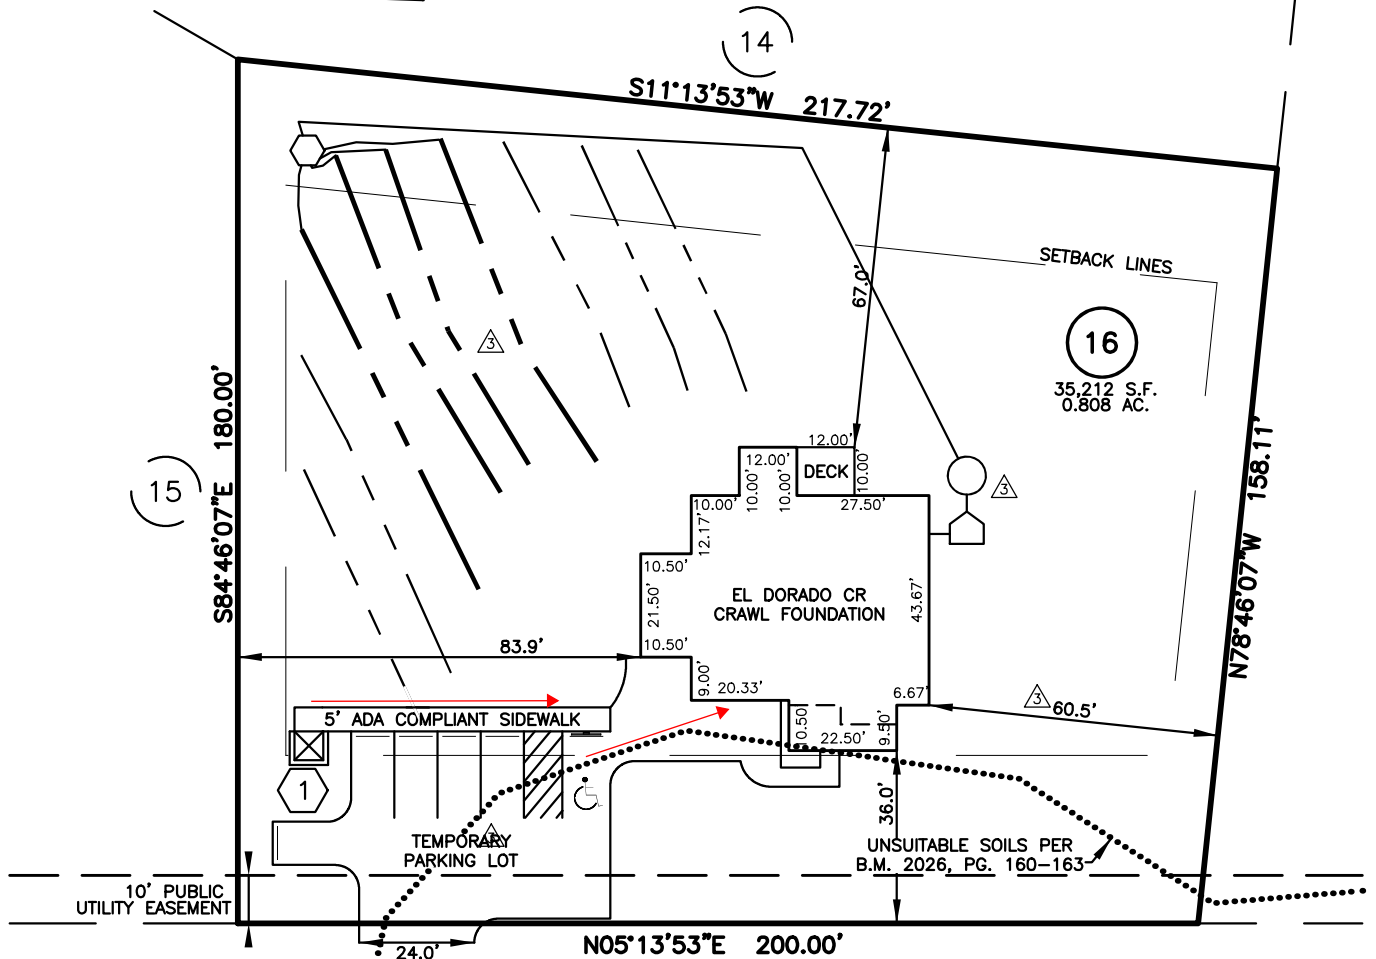 14
S11°13'53"W 217.72'
SETBACK LINES
67.0'
16
35,212 S.F.
0.808 AC.
3
S84°46'07"E 180.00'
15
N78°46'07"W 158.11'
12.00'
12.00'
DECK
10.00'
10.00'
10.00'
10.00'
27.50'
3
12.17'
10.50'
21.50'
EL DORADO CR
CRAWL FOUNDATION
43.67'
10.50'
83.9'
9.00'
20.33'
6.67'
3
60.5'
5' ADA COMPLIANT SIDEWALK
0.50
22.50'
9.50'
1
36.0'
3
TEMPORARY
PARKING LOT
UNSUITABLE SOILS PER
B.M. 2026, PG. 160-163
10' PUBLIC
UTILITY EASEMENT
24.0'
N05°13'53"E 200.00'